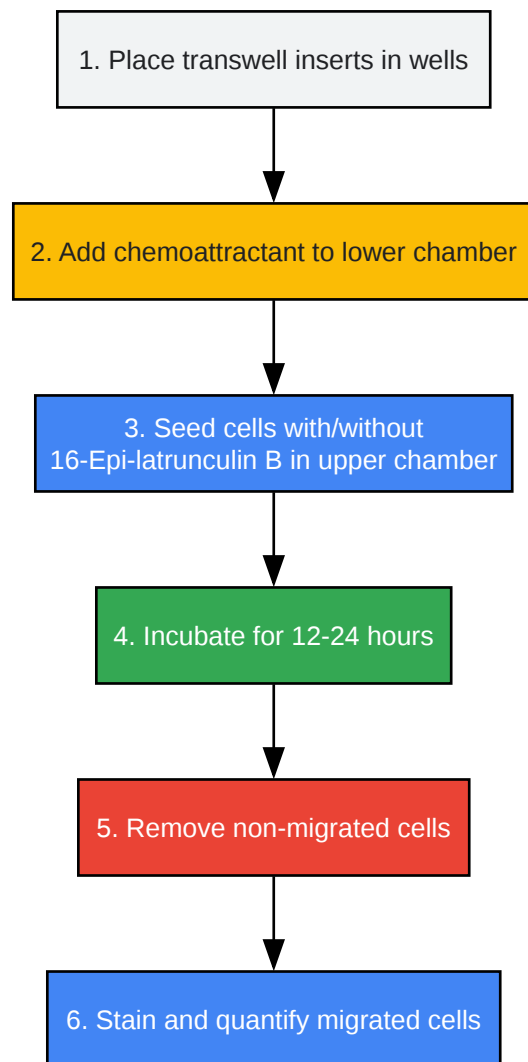 1. Place transwell inserts in wells
2. Add chemoattractant to lower chamber
3. Seed cells with/without
16-Epi-latrunculin B in upper chamber
4. Incubate for 12-24 hours
5. Remove non-migrated cells
6. Stain and quantify migrated cells